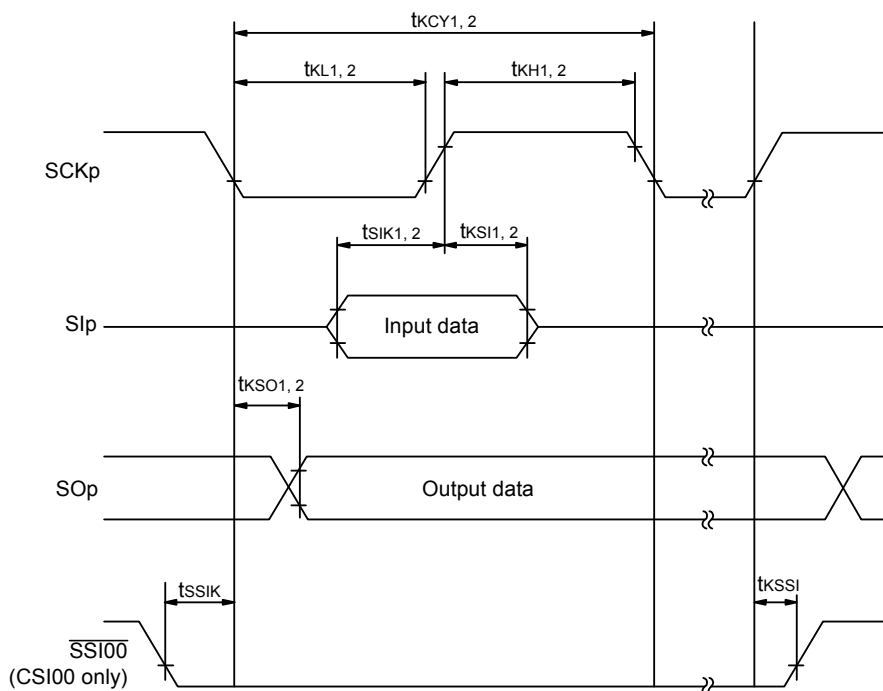 tKCY1, 2
tKL1, 2
tKH1, 2
SCKp
tSIK1, 2
tKSI1, 2
SIp
Input data
tKSO1, 2
SOp
Output data
tSSIK
tKSSI
SSI00
(CSI00 only)